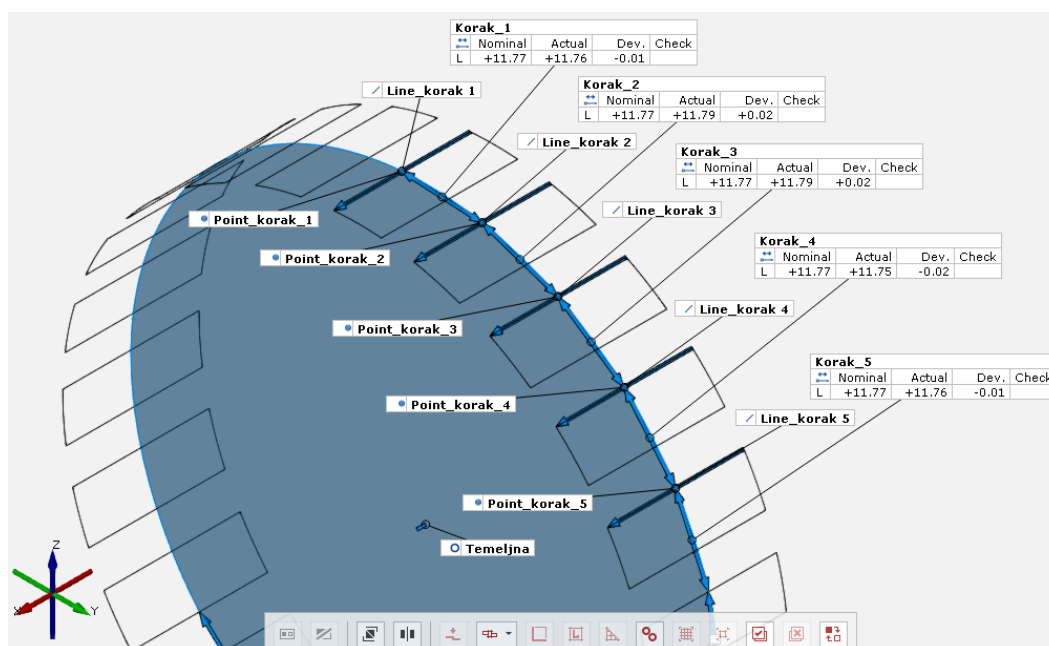 Korak_1
Nominal Actual Dev. Check
L +11.77 +11.76 -0.01
Line_korak 1
Korak_2
Nominal Actual Dev. Check
L +11.77 +11.79 +0.02
Line_korak 2
Korak_3
Nominal Actual Dev. Check
L +11.77 +11.79 +0.02
Line_korak 3
Point_korak_1
Korak_4
Nominal Actual Dev. Check
L +11.77 +11.75 -0.02
Point_korak_2
Line_korak 4
Point_korak_3
Korak_5
Nominal Actual Dev. Check
L +11.77 +11.76 -0.01
Point_korak_4
Line_korak 5
Point_korak_5
Temeljna
Z
X
Y